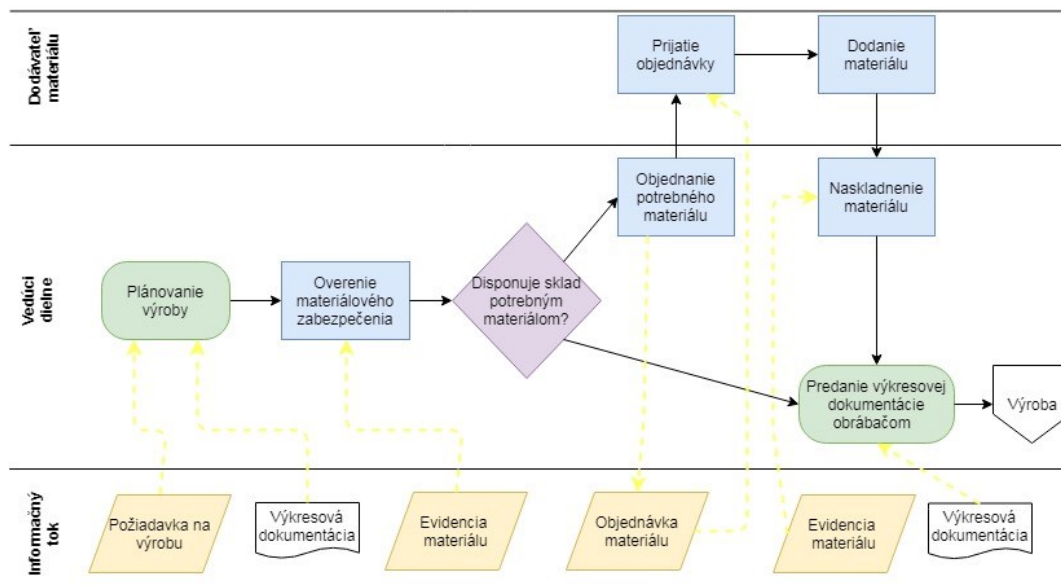 Dodávateľ
materiálu
Prijatie
objednávky
Dodanie
materiálu
Vedúci
dielne
Plánovanie
výroby
Overenie
materiálového
zabezpečenia
Disponuje sklad
potrebným
materiálom?
Objednanie
potrebného
materiálu
Naskladnenie
materiálu
Predanie výkresovej
dokumentácie
obrábačom
Výroba
Informačný
tok
Požiadavka na
výrobu
Výkresová
dokumentácia
Evidencia
materiálu
Objednávka
materiálu
Evidencia
materiálu
Výkresová
dokumentácia